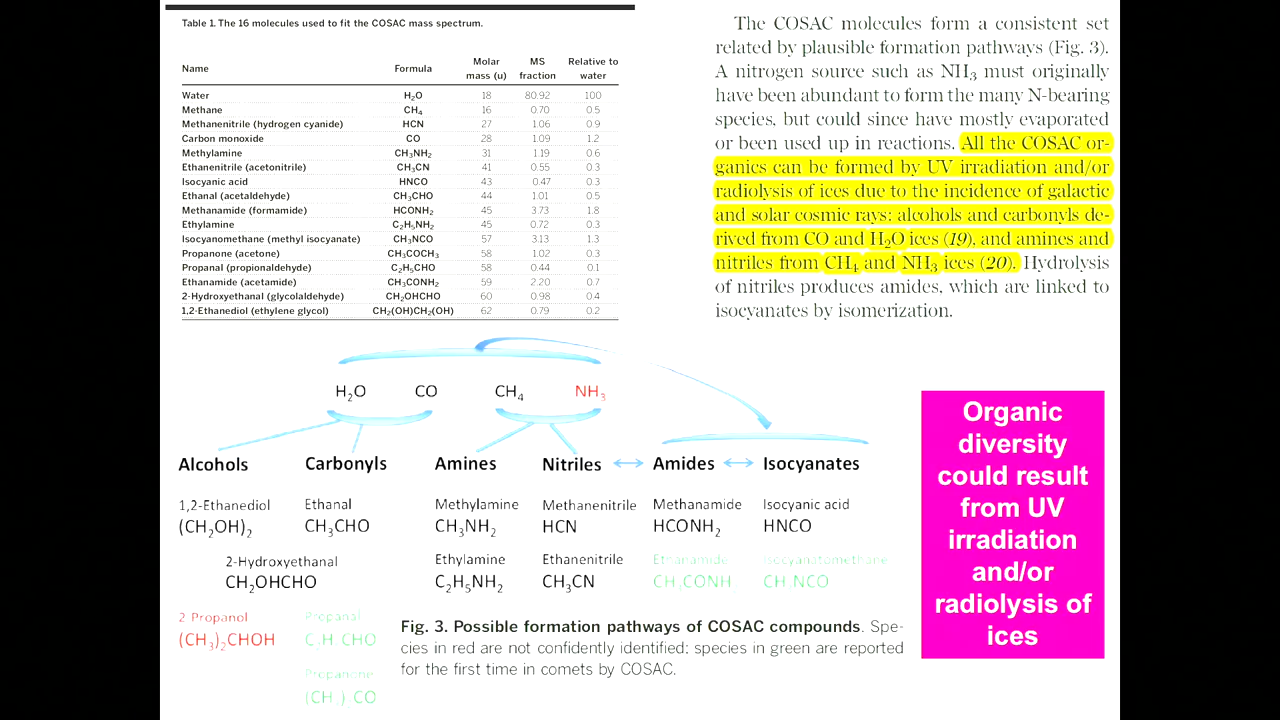 Table 1. The 16 molecules used to fit the COSAC mass spectrum.
Name Formula Molar mass (u) MS fraction Relative to water
Water H₂O 18 80.92 100
Methane CH₄ 16 0.70 0.5
Methanenitrile (hydrogen cyanide) HCN 27 1.06 0.9
Carbon monoxide CO 28 1.09 1.2
Methylamine CH₃NH₂ 31 1.19 0.6
Ethanenitrile (acetonitrile) CH₃CN 41 0.55 0.3
Isocyanic acid HNCO 43 0.47 0.3
Ethanal (acetaldehyde) CH₃CHO 44 1.01 0.5
Methanamide (formamide) HCONH₂ 45 3.73 1.8
Ethylamine C₂H₅NH₂ 45 0.72 0.3
Isocyanomethane (methyl isocyanate) CH₃NCO 57 3.13 1.3
Propanone (acetone) CH₃COCH₃ 58 1.02 0.3
Propanal (propionaldehyde) C₂H₅CHO 58 0.44 0.1
Ethanamide (acetamide) CH₃CONH₂ 59 2.20 0.7
2-Hydroxyethanal (glycolaldehyde) CH₂OHCHO 60 0.98 0.4
1,2-Ethanediol (ethylene glycol) CH₂(OH)CH₂(OH) 62 0.79 0.2
The COSAC molecules form a consistent set
related by plausible formation pathways (Fig. 3).
A nitrogen source such as NH₃ must originally
have been abundant to form the many N-bearing
species, but could since have mostly evaporated
or been used up in reactions. All the COSAC or-
ganics can be formed by UV irradiation and/or
radiolysis of ices due to the incidence of galactic
and solar cosmic rays: alcohols and carbonyls de-
rived from CO and H₂O ices (19), and amines and
nitriles from CH₄ and NH₃ ices (20). Hydrolysis
of nitriles produces amides, which are linked to
isocyanates by isomerization.
H₂O CO CH₄ NH₃
Alcohols Carbonyls Amines Nitriles Amides Isocyanates
1,2-Ethanediol Ethanal Methylamine Methanenitrile Methanamide Isocyanic acid
(CH₂OH)₂ CH₃CHO CH₃NH₂ HCN HCONH₂ HNCO
2-Hydroxyethanal Ethylamine Ethanenitrile Ethanamide Isocyanatomethane
CH₂OHCHO C₂H₅NH₂ CH₃CN CH₃CONH CH NCO
2 Propanol Propanal
(CH₃)₂CHOH C₂H CHO
Propanone
(CH₃) CO
Fig. 3. Possible formation pathways of COSAC compounds. Spe-
cies in red are not confidently identified; species in green are reported
for the first time in comets by COSAC.
Organic
diversity
could result
from UV
irradiation
and/or
radiolysis of
ices